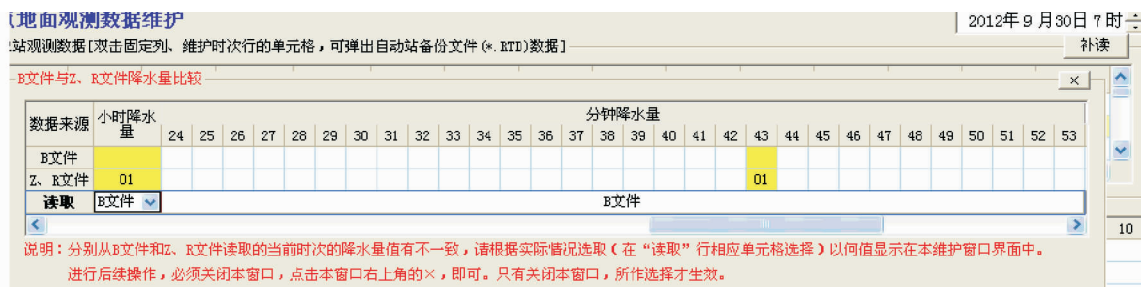 地面观测数据维护
2012年 9 月30日 7 时
站观测数据[双击固定列、维护时次行的单元格，可弹出自动站备份文件(*.RTD)数据]
补读
B文件与Z、R文件降水量比较
×
数据来源 小时降水量 分钟降水量
24 25 26 27 28 29 30 31 32 33 34 35 36 37 38 39 40 41 42 43 44 45 46 47 48 49 50 51 52 53
B文件
Z、R文件 01 01
读取 B文件 B文件
10
说明：分别从B文件和Z、R文件读取的当前时次的降水量值有不一致，请根据实际情况选取（在“读取”行相应单元格选择）以何值显示在本维护窗口界面中。
进行后续操作，必须关闭本窗口，点击本窗口右上角的×，即可。只有关闭本窗口，所作选择才生效。